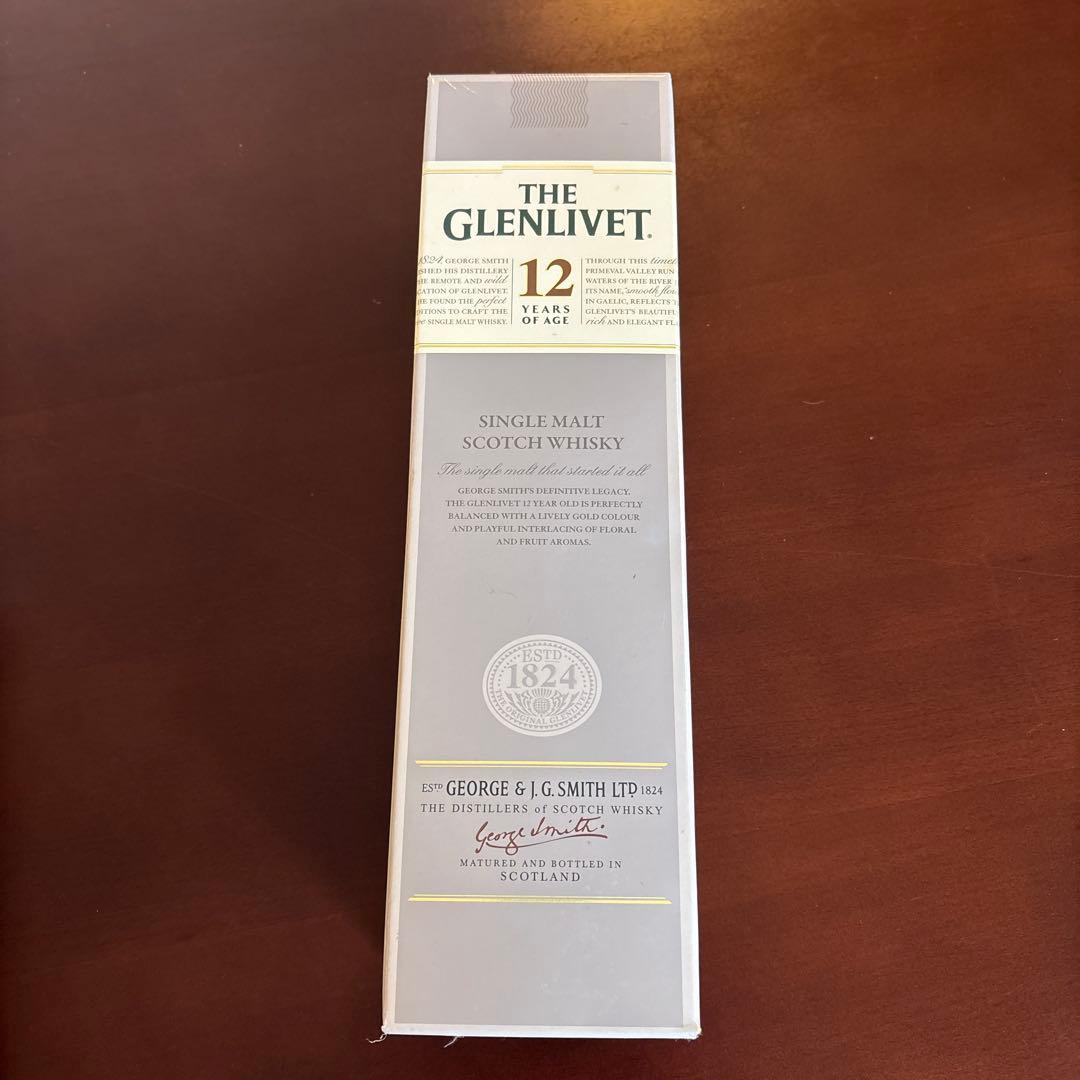 THE
GLENLIVET.
1824, GEORGE SMITH
HIS DISTILLERY
REMOTE AND wild
OF GLENLIVET.
FOUND THE perfect
TO CRAFT THE
SINGLE MALT WHISKY.
12
YEARS
OF AGE
THROUGH THIS
PRIMEVAL VALLEY RUN
WATERS OF THE RIVER
ITS NAME, "smooth
IN GAELIC, REFLECTS
GLENLIVET'S
rich AND ELEGANT
SINGLE MALT
SCOTCH WHISKY
The single malt that started it all
GEORGE SMITH'S DEFINITIVE LEGACY,
THE GLENLIVET 12 YEAR OLD IS PERFECTLY
BALANCED WITH A LIVELY GOLD COLOUR
AND PLAYFUL INTERLACING OF FLORAL
AND FRUIT AROMAS.
ESTD
1824
THE ORIGINAL GLENLIVET
ESTD GEORGE & J. G. SMITH LTD 1824
THE DISTILLERS of SCOTCH WHISKY
George Smith.
MATURED AND BOTTLED IN
SCOTLAND